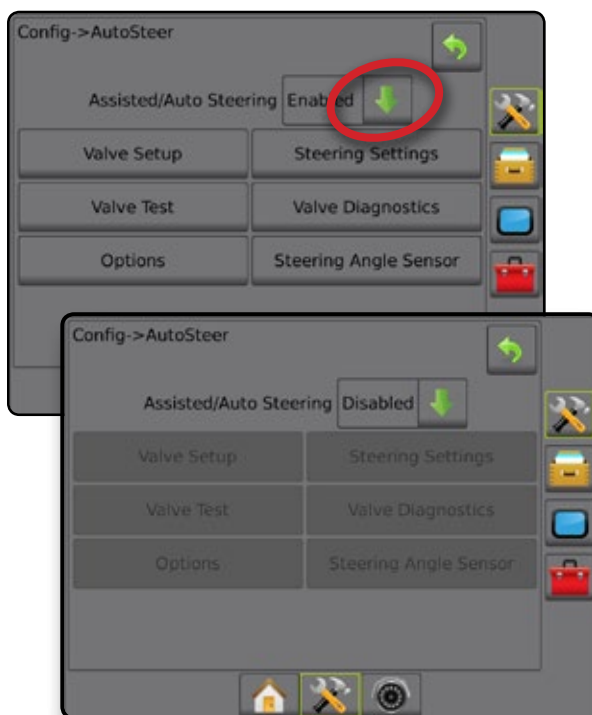 Config->AutoSteer
Assisted/Auto Steering Enabled
Valve Setup Steering Settings
Valve Test Valve Diagnostics
Options Steering Angle Sensor
Config->AutoSteer
Assisted/Auto Steering Disabled
Valve Setup Steering Settings
Valve Test Valve Diagnostics
Options Steering Angle Sensor